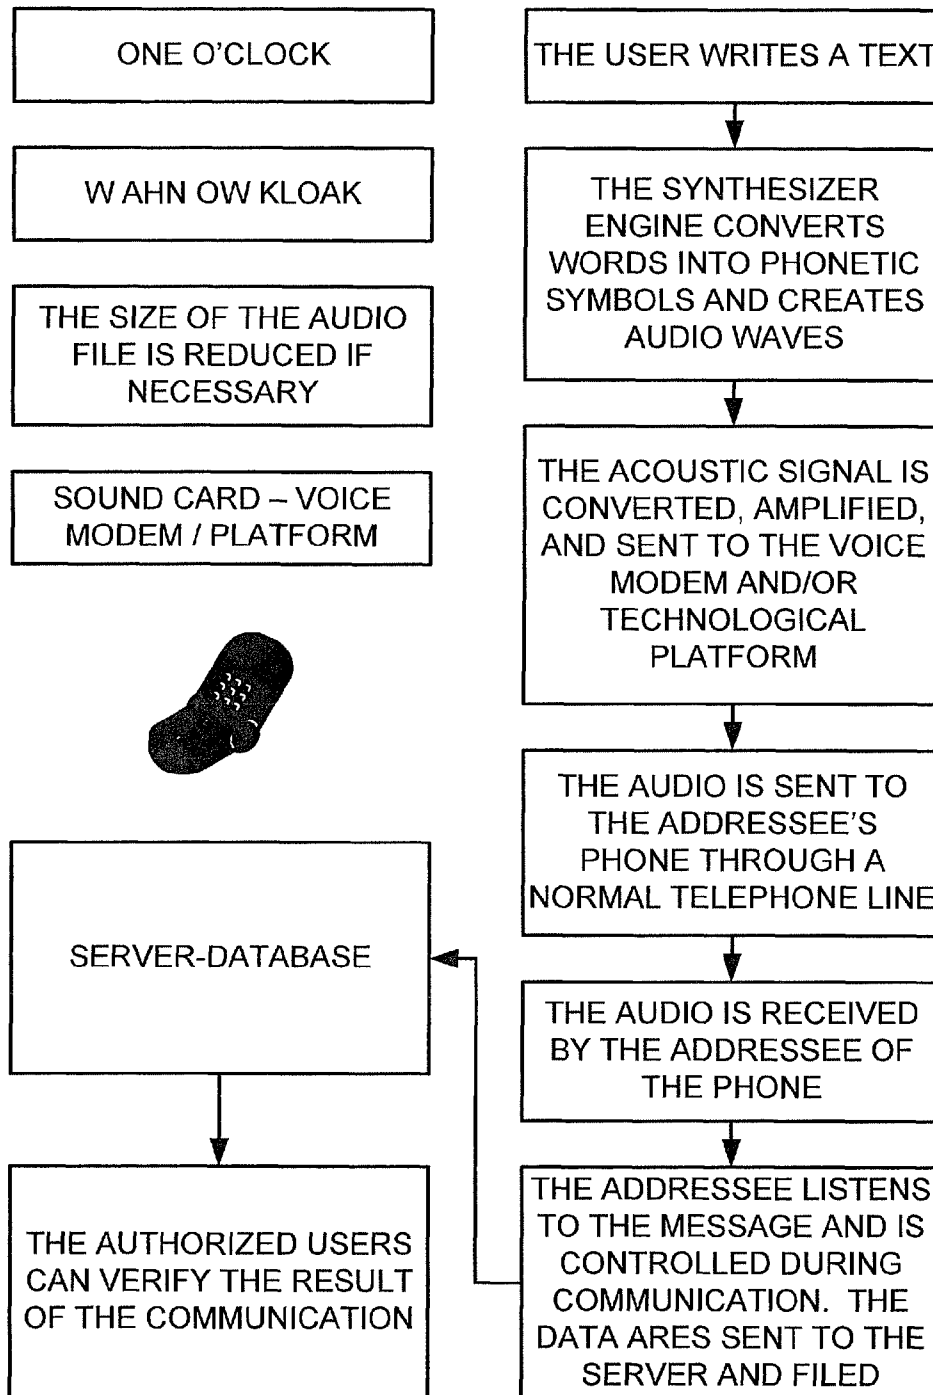 ONE O'CLOCK
W AHN OW KLOAK
THE SIZE OF THE AUDIO
FILE IS REDUCED IF
NECESSARY
SOUND CARD – VOICE
MODEM / PLATFORM
SERVER-DATABASE
THE AUTHORIZED USERS
CAN VERIFY THE RESULT
OF THE COMMUNICATION
THE USER WRITES A TEXT
THE SYNTHESIZER
ENGINE CONVERTS
WORDS INTO PHONETIC
SYMBOLS AND CREATES
AUDIO WAVES
THE ACOUSTIC SIGNAL IS
CONVERTED, AMPLIFIED,
AND SENT TO THE VOICE
MODEM AND/OR
TECHNOLOGICAL
PLATFORM
THE AUDIO IS SENT TO
THE ADDRESSEE'S
PHONE THROUGH A
NORMAL TELEPHONE LINE
THE AUDIO IS RECEIVED
BY THE ADDRESSEE OF
THE PHONE
THE ADDRESSEE LISTENS
TO THE MESSAGE AND IS
CONTROLLED DURING
COMMUNICATION. THE
DATA ARES SENT TO THE
SERVER AND FILED